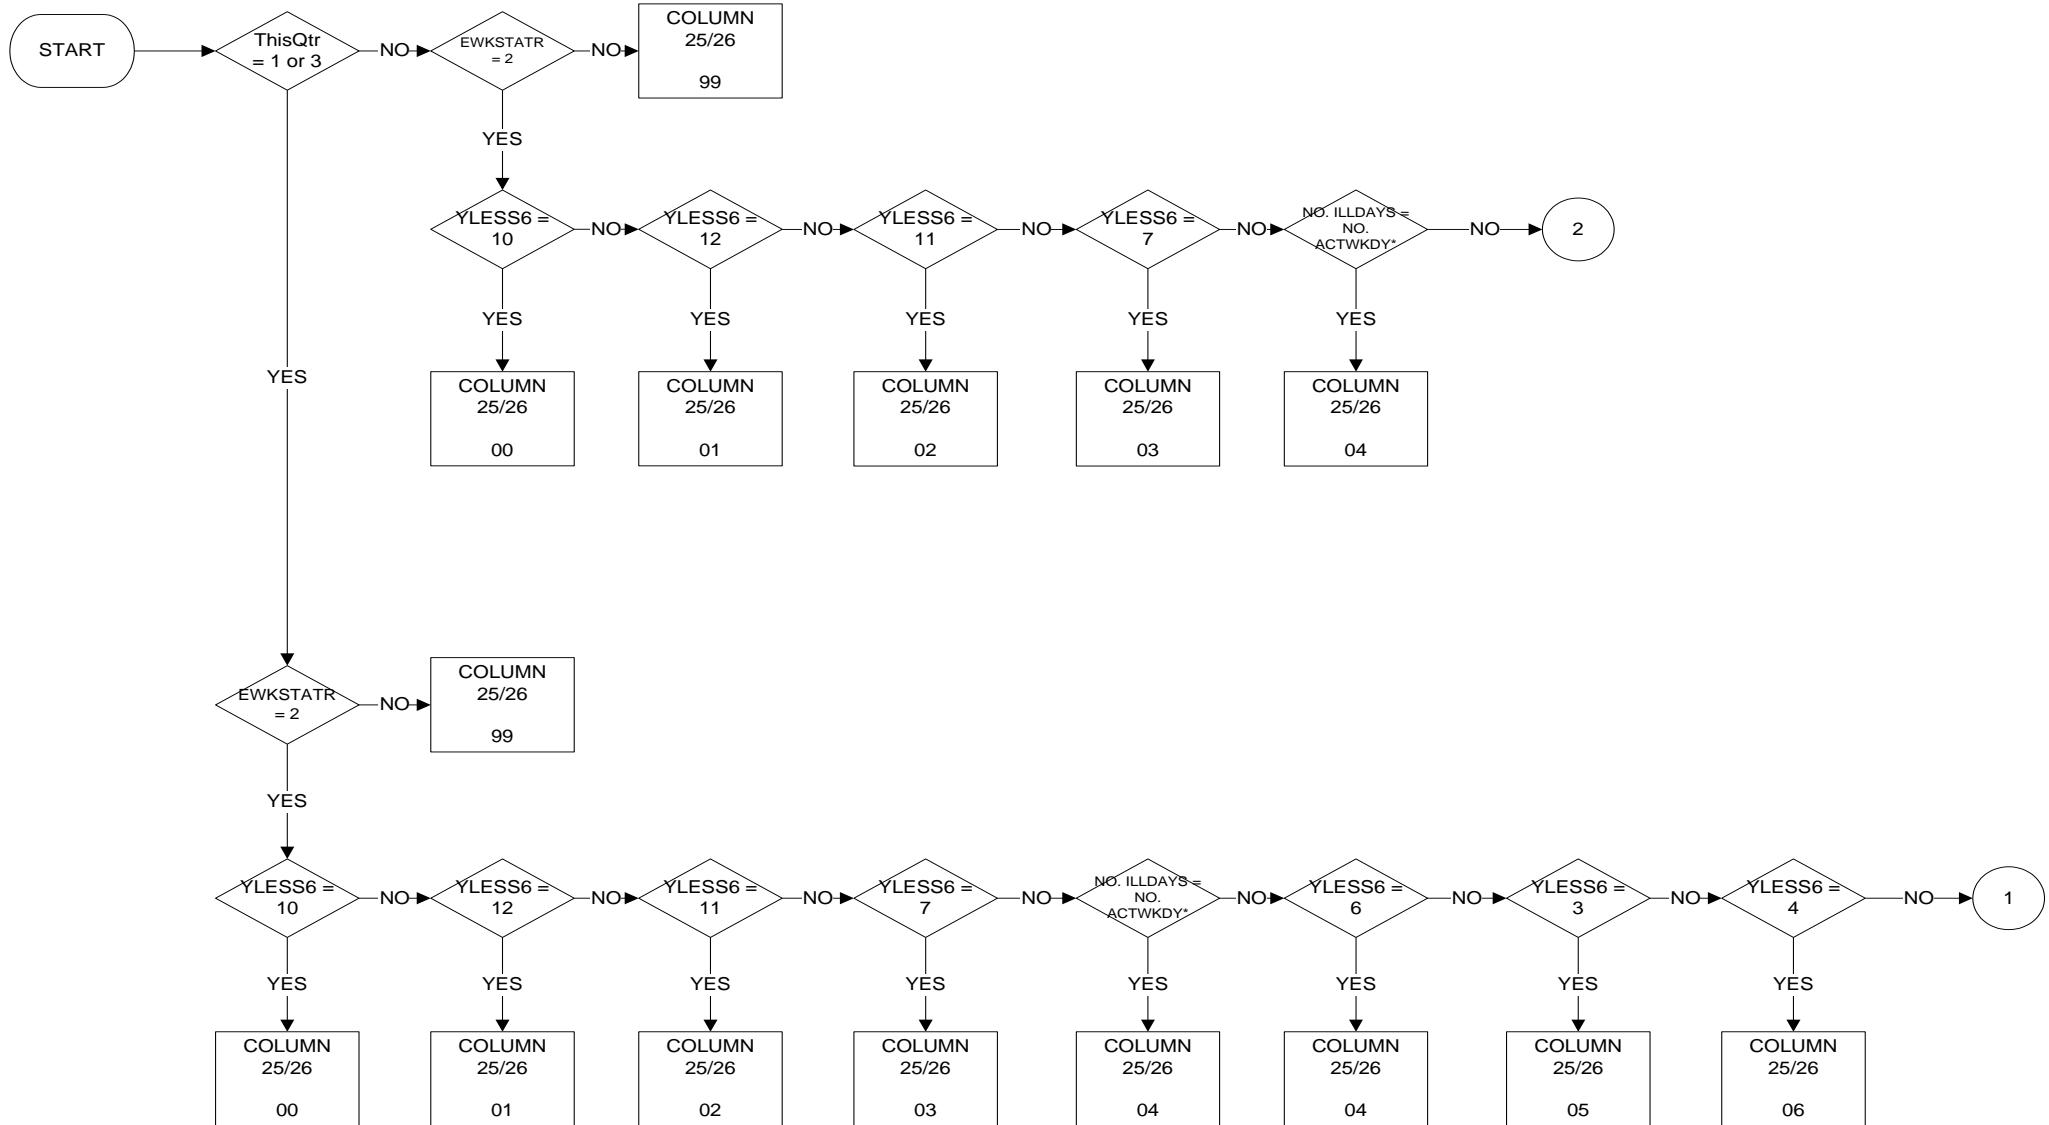 START
ThisQtr
= 1 or 3
NO
EWKSTATR
= 2
NO
COLUMN
25/26
99
YES
YLESS6 =
10
NO
YLESS6 =
12
NO
YLESS6 =
11
NO
YLESS6 =
7
NO
NO. ILLDAYS =
NO.
ACTWKDY*
NO
2
YES
YES
YES
YES
YES
COLUMN
25/26
00
COLUMN
25/26
01
COLUMN
25/26
02
COLUMN
25/26
03
COLUMN
25/26
04
YES
EWKSTATR
= 2
NO
COLUMN
25/26
99
YES
YLESS6 =
10
NO
YLESS6 =
12
NO
YLESS6 =
11
NO
YLESS6 =
7
NO
NO. ILLDAYS =
NO.
ACTWKDY*
NO
YLESS6 =
6
NO
YLESS6 =
3
NO
YLESS6 =
4
NO
1
YES
YES
YES
YES
YES
YES
YES
YES
COLUMN
25/26
00
COLUMN
25/26
01
COLUMN
25/26
02
COLUMN
25/26
03
COLUMN
25/26
04
COLUMN
25/26
04
COLUMN
25/26
05
COLUMN
25/26
06